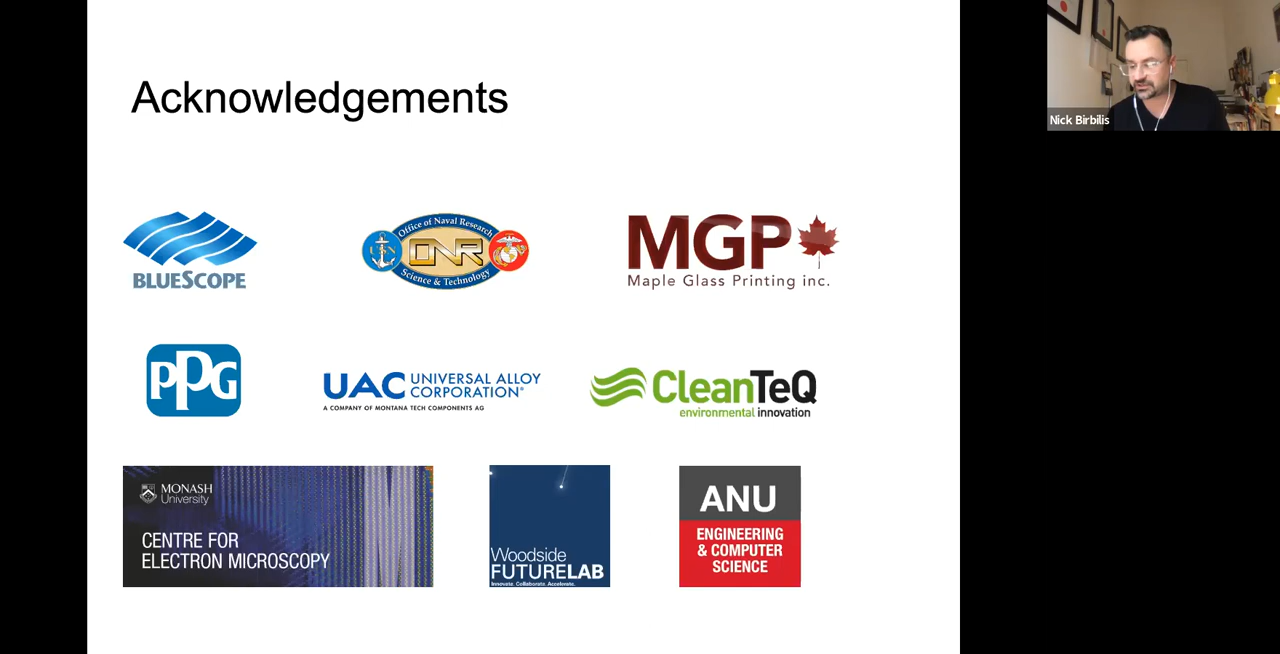 Acknowledgements
Nick Birbilis
BLUESCOPE
Office of Naval Research
USN
ONR
Science & Technology
MGP
Maple Glass Printing inc.
PPG
UAC UNIVERSAL ALLOY
CORPORATION®
A COMPANY OF MONTANA TECH COMPONENTS AG
CleanTeQ
environmental innovation
MONASH
University
CENTRE FOR
ELECTRON MICROSCOPY
Woodside
FUTURELAB
Innovate. Collaborate. Accelerate.
ANU
ENGINEERING
& COMPUTER
SCIENCE